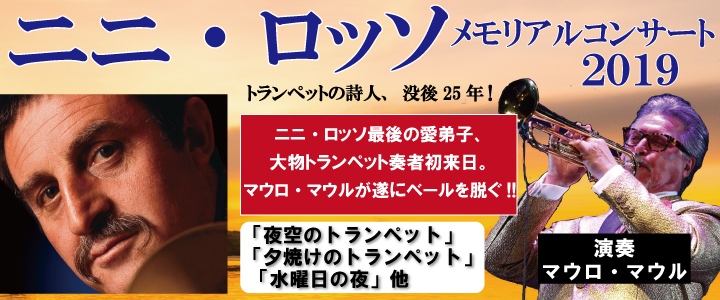 ニニ・ロッソ メモリアルコンサート
2019
トランペットの詩人、 没後 25 年！
ニニ・ロッソ最後の愛弟子、
大物トランペット奏者初来日。
マウロ・マウルが遂にベールを脱ぐ!!
「夜空のトランペット」
「夕焼けのトランペット」
「水曜日の夜」他
演奏
マウロ・マウル